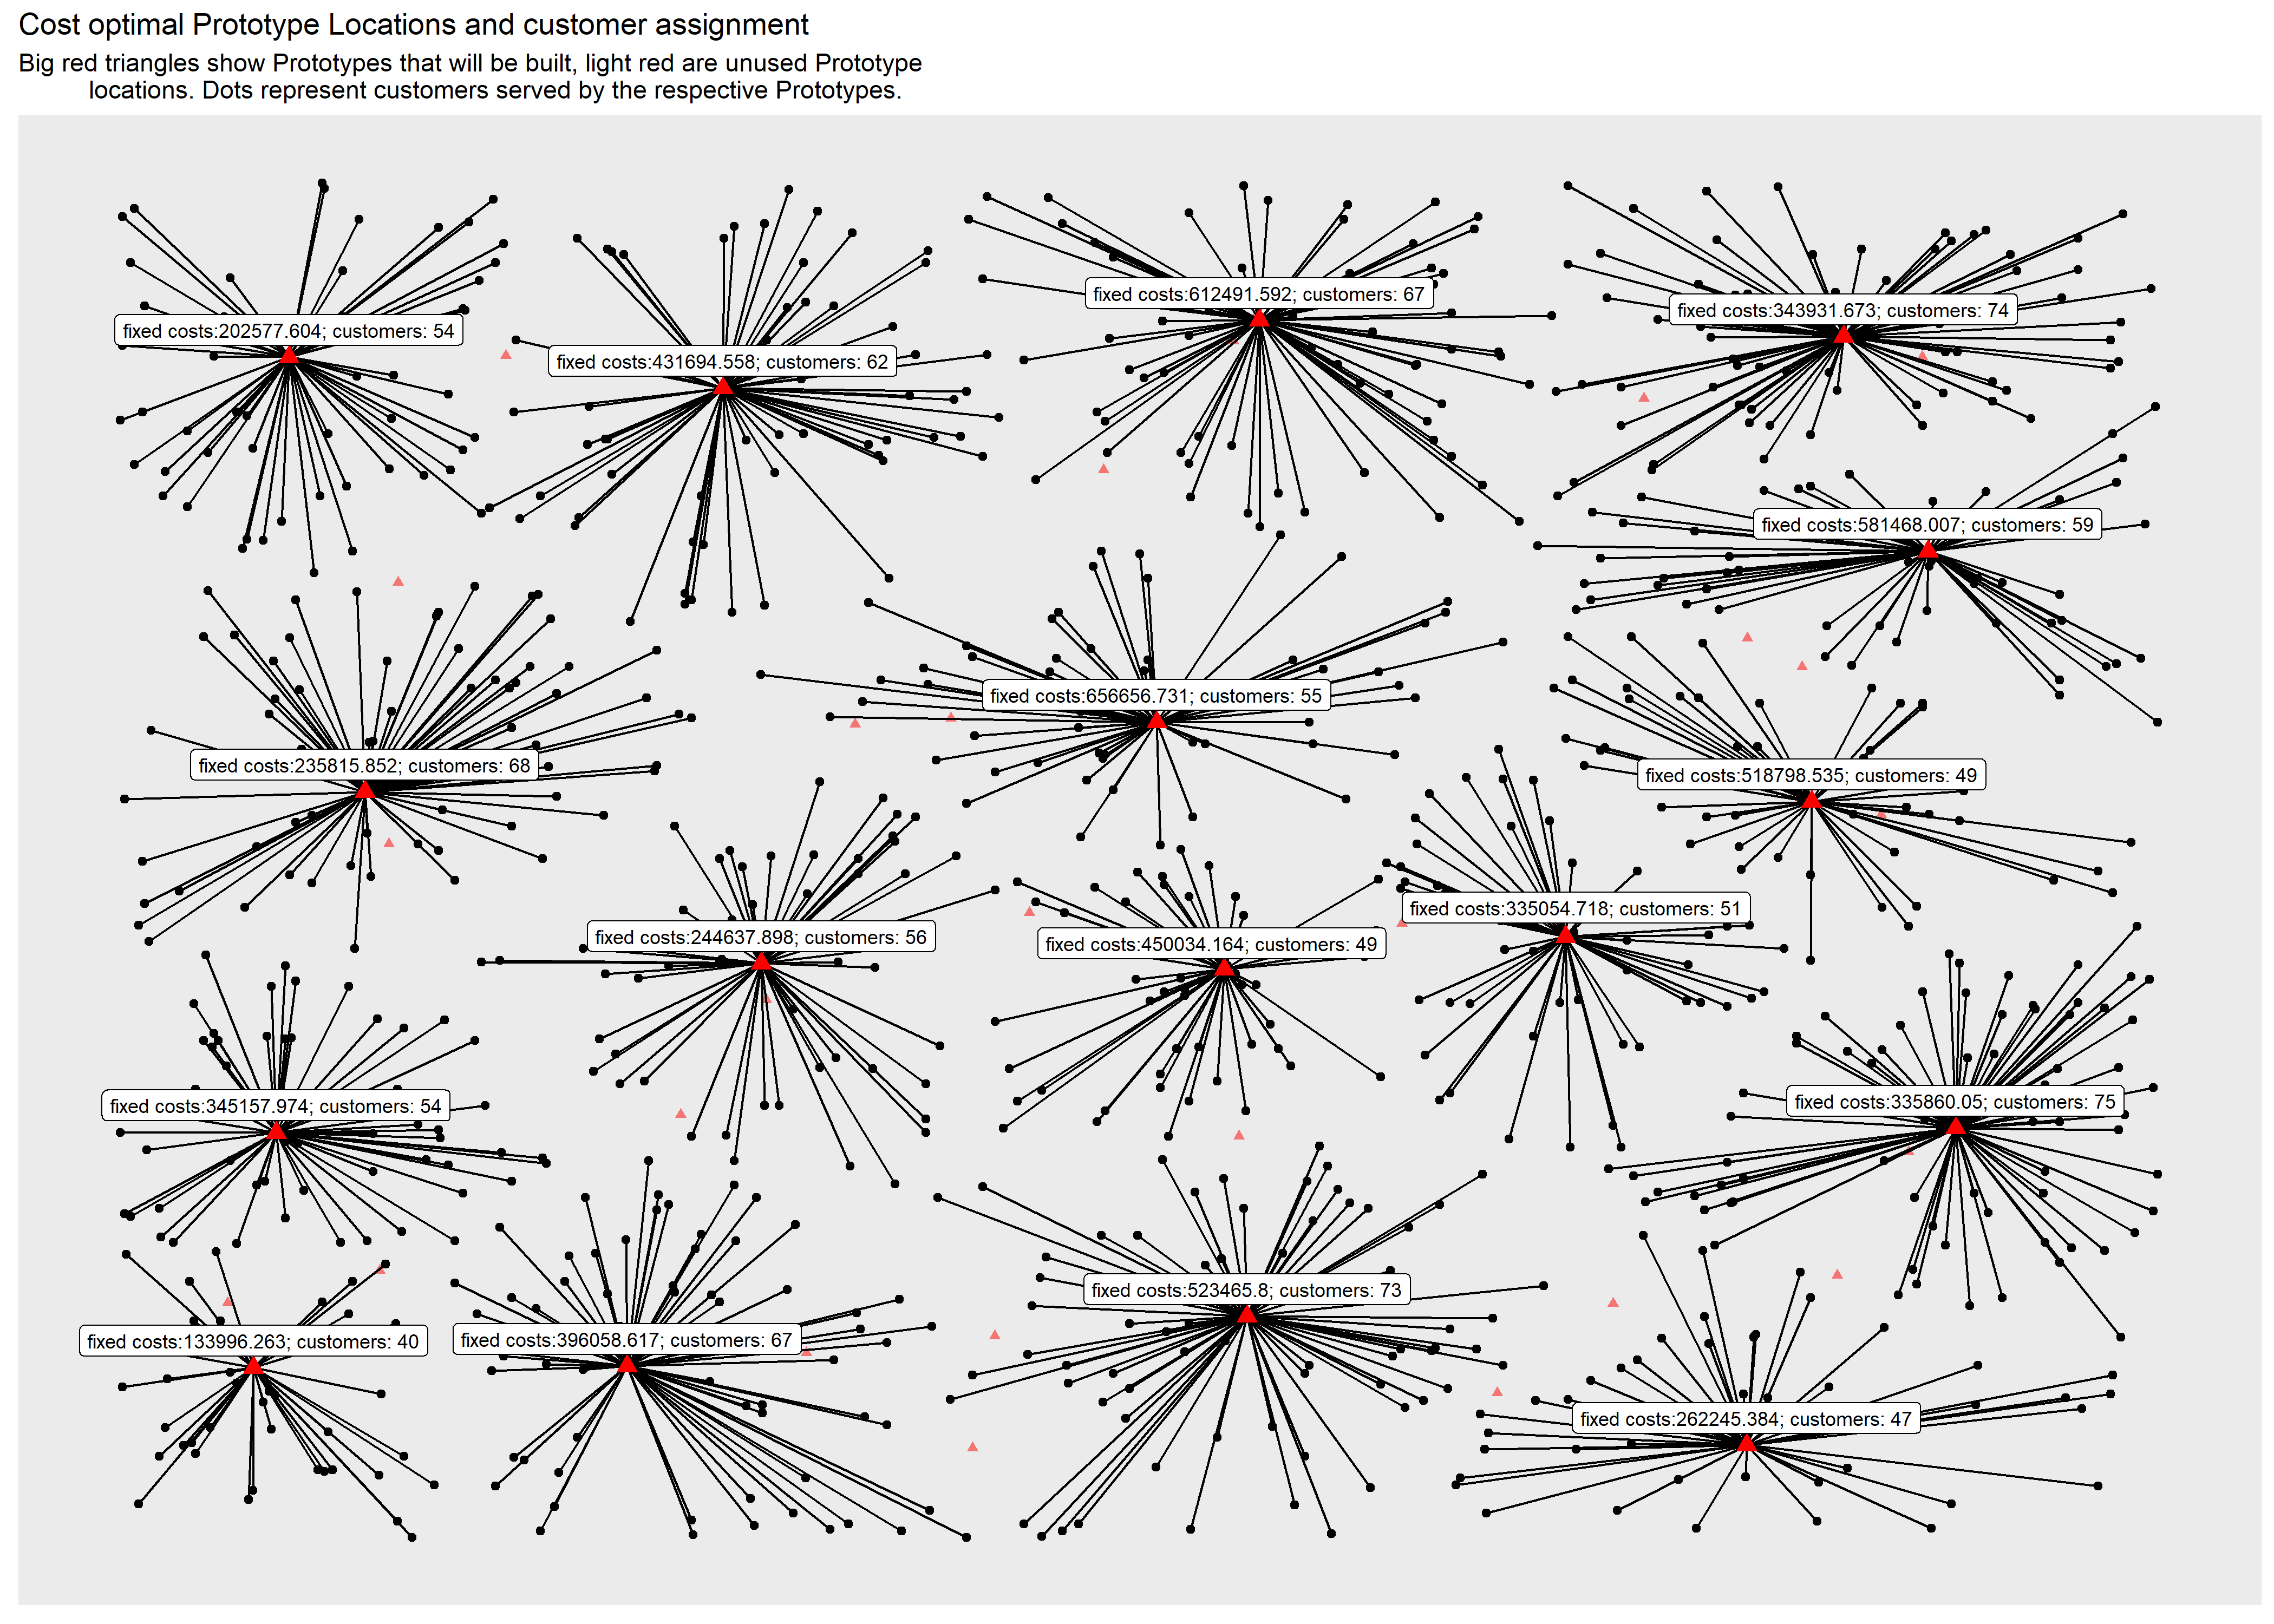 Cost optimal Prototype Locations and customer assignment
Big red triangles show Prototypes that will be built, light red are unused Prototype
locations. Dots represent customers served by the respective Prototypes.
fixed costs:612491.592; customers: 67
fixed costs:343931.673; customers: 74
fixed costs:202577.604; customers: 54
fixed costs:431694.558; customers: 62
fixed costs:581468.007; customers: 59
fixed costs:656656.731; customers: 55
fixed costs:235815.852; customers: 68
fixed costs:518798.535; customers: 49
fixed costs:335054.718; customers: 51
fixed costs:244637.898; customers: 56
fixed costs:450034.164; customers: 49
fixed costs:335860.05; customers: 75
fixed costs:345157.974; customers: 54
fixed costs:523465.8; customers: 73
fixed costs:396058.617; customers: 67
fixed costs:133996.263; customers: 40
fixed costs:262245.384; customers: 47